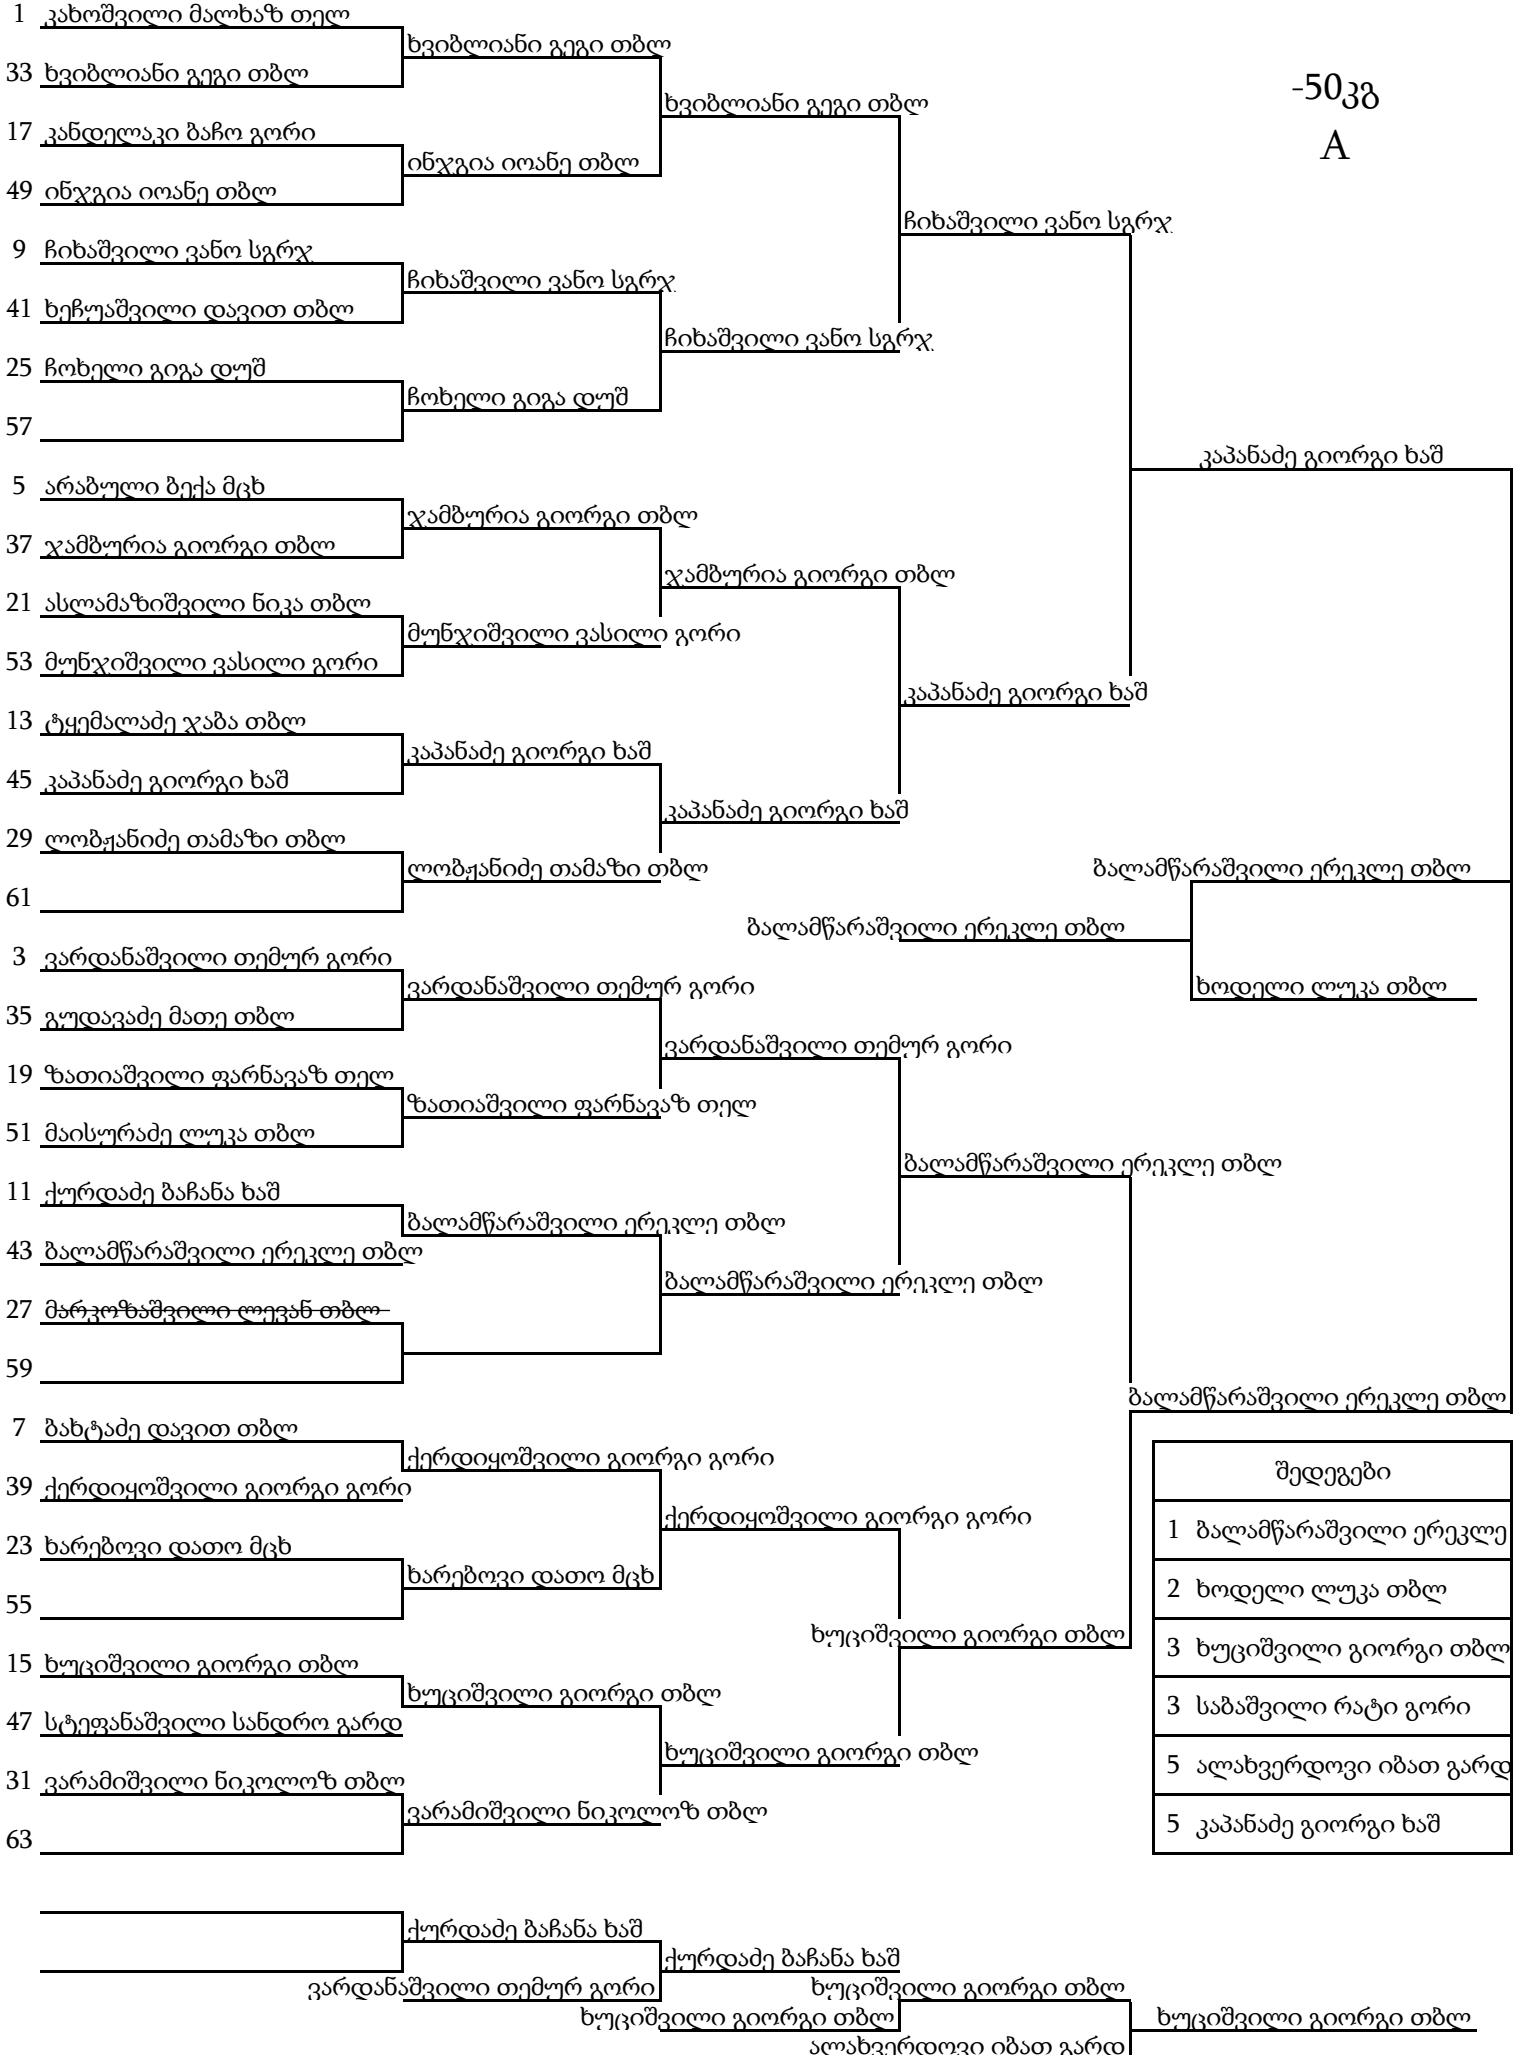 1 კახოშვილი მალხაზ თელ
ხვიბლიანი გეგი თბლ
33 ხვიბლიანი გეგი თბლ
-50კგ
ხვიბლიანი გეგი თბლ
17 კანდელაკი ბაჩო გორი
A
ინჯგია იოანე თბლ
49 ინჯგია იოანე თბლ
ჩიხაშვილი ვანო სგრჯ
9 ჩიხაშვილი ვანო სგრჯ
ჩიხაშვილი ვანო სგრჯ
41 ხეჩუაშვილი დავით თბლ
ჩიხაშვილი ვანო სგრჯ
25 ჩოხელი გიგა დუშ
ჩოხელი გიგა დუშ
57
კაპანაძე გიორგი ხაშ
5 არაბული ბექა მცხ
ჯამბურია გიორგი თბლ
37 ჯამბურია გიორგი თბლ
ჯამბურია გიორგი თბლ
21 ასლამაზიშვილი ნიკა თბლ
მუნჯიშვილი ვასილი გორი
53 მუნჯიშვილი ვასილი გორი
კაპანაძე გიორგი ხაშ
13 ტყემალაძე ჯაბა თბლ
კაპანაძე გიორგი ხაშ
45 კაპანაძე გიორგი ხაშ
კაპანაძე გიორგი ხაშ
29 ლობჟანიძე თამაზი თბლ
ლობჟანიძე თამაზი თბლ
ბალამწარაშვილი ერეკლე თბლ
61
ბალამწარაშვილი ერეკლე თბლ
3 ვარდანაშვილი თემურ გორი
ვარდანაშვილი თემურ გორი
ხოდელი ლუკა თბლ
35 გუდავაძე მათე თბლ
ვარდანაშვილი თემურ გორი
19 ზათიაშვილი ფარნავაზ თელ
ზათიაშვილი ფარნავაზ თელ
51 მაისურაძე ლუკა თბლ
ბალამწარაშვილი ერეკლე თბლ
11 ქურდაძე ბაჩანა ხაშ
ბალამწარაშვილი ერეკლე თბლ
43 ბალამწარაშვილი ერეკლე თბლ
ბალამწარაშვილი ერეკლე თბლ
27 მარკოზაშვილი ლევან თბლ
59
ბალამწარაშვილი ერეკლე თბლ
7 ბახტაძე დავით თბლ
ქერდიყოშვილი გიორგი გორი
შედეგები
39 ქერდიყოშვილი გიორგი გორი
ქერდიყოშვილი გიორგი გორი
1 ბალამწარაშვილი ერეკლე
23 ხარებოვი დათო მცხ
ხარებოვი დათო მცხ
2 ხოდელი ლუკა თბლ
55
ხუციშვილი გიორგი თბლ
3 ხუციშვილი გიორგი თბლ
15 ხუციშვილი გიორგი თბლ
ხუციშვილი გიორგი თბლ
3 საბაშვილი რატი გორი
47 სტეფანაშვილი სანდრო გარდ
ხუციშვილი გიორგი თბლ
5 ალახვერდოვი იბათ გარდ
31 ვარამიშვილი ნიკოლოზ თბლ
ვარამიშვილი ნიკოლოზ თბლ
5 კაპანაძე გიორგი ხაშ
63
ქურდაძე ბაჩანა ხაშ
ქურდაძე ბაჩანა ხაშ
ვარდანაშვილი თემურ გორი
ხუციშვილი გიორგი თბლ
ხუციშვილი გიორგი თბლ
ხუციშვილი გიორგი თბლ
ალახვერდოვი იბათ გარდ